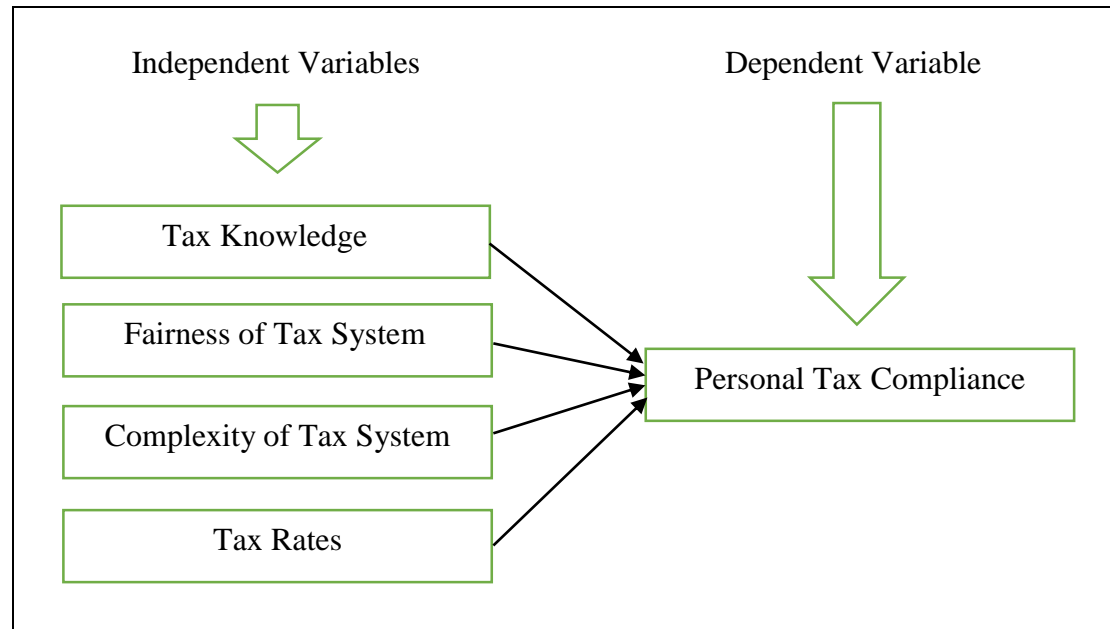 Independent Variables
Dependent Variable
Tax Knowledge
Fairness of Tax System
Complexity of Tax System
Tax Rates
Personal Tax Compliance